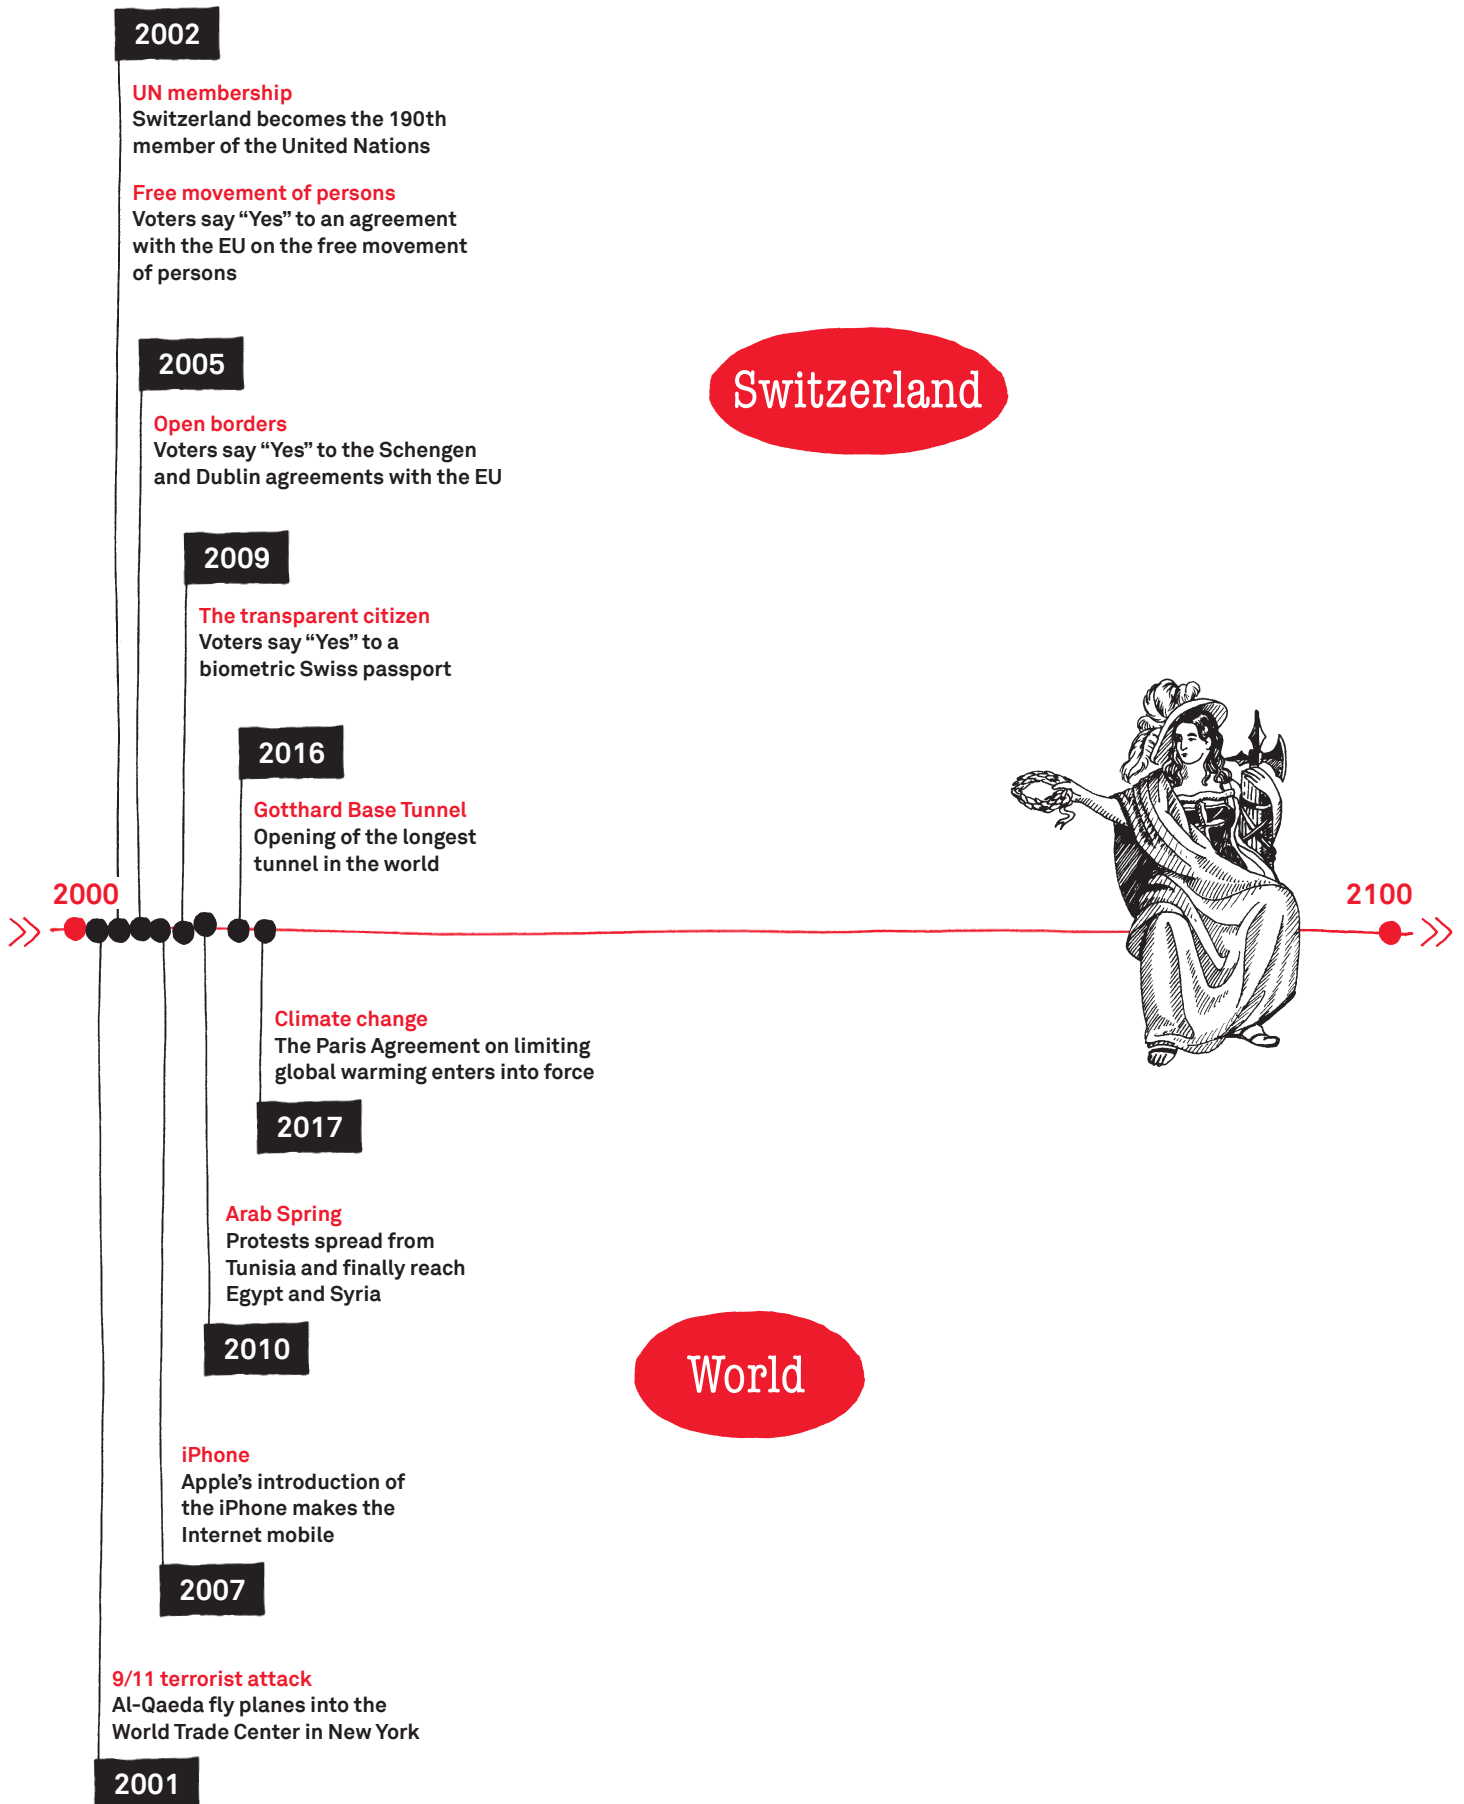 2002
UN membership
Switzerland becomes the 190th
member of the United Nations
Free movement of persons
Voters say “Yes” to an agreement
with the EU on the free movement
of persons
2005
Open borders
Voters say “Yes” to the Schengen
and Dublin agreements with the EU
Switzerland
2009
The transparent citizen
Voters say “Yes” to a
biometric Swiss passport
2016
Gotthard Base Tunnel
Opening of the longest
tunnel in the world
2000
2100
Climate change
The Paris Agreement on limiting
global warming enters into force
2017
Arab Spring
Protests spread from
Tunisia and finally reach
Egypt and Syria
2010
World
iPhone
Apple’s introduction of
the iPhone makes the
Internet mobile
2007
9/11 terrorist attack
Al-Qaeda fly planes into the
World Trade Center in New York
2001